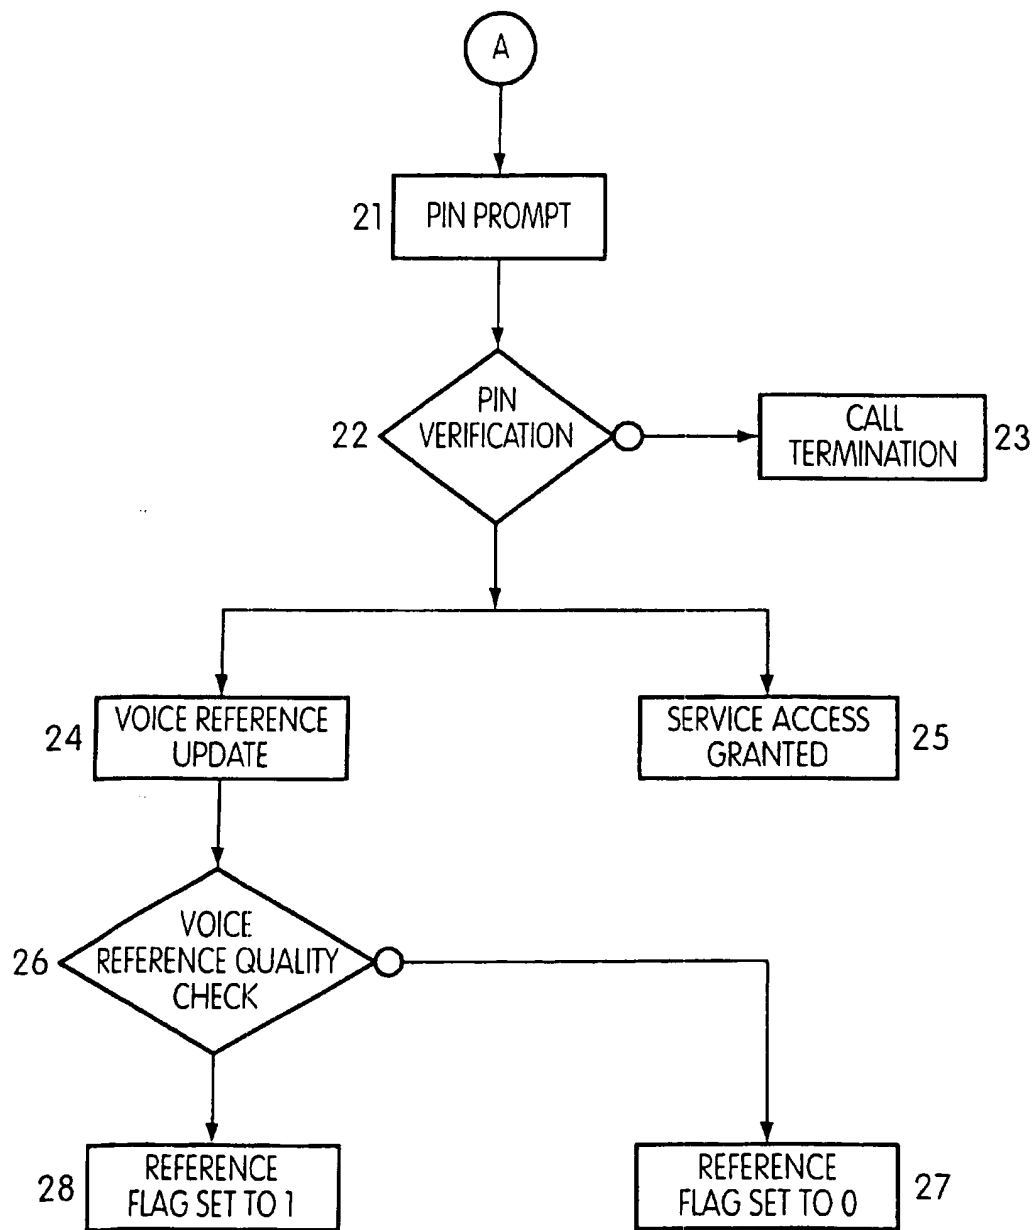 A
21
PIN PROMPT
22
PIN
VERIFICATION
CALL
TERMINATION
23
24
VOICE REFERENCE
UPDATE
SERVICE ACCESS
GRANTED
25
26
VOICE
REFERENCE QUALITY
CHECK
28
REFERENCE
FLAG SET TO 1
REFERENCE
FLAG SET TO 0
27